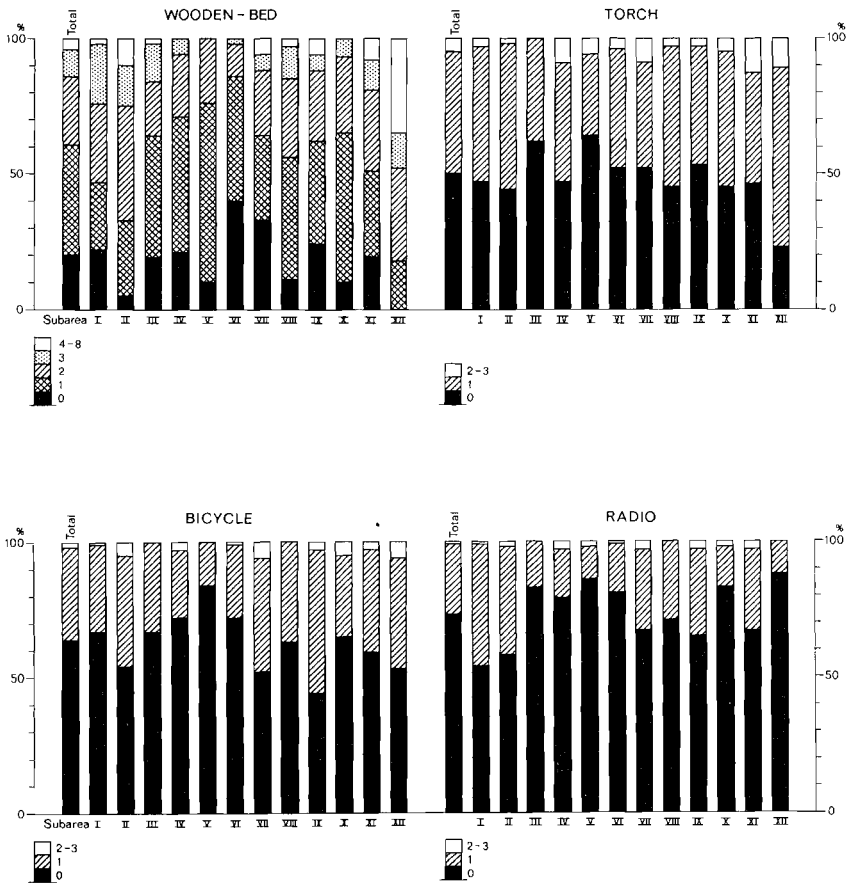 WOODEN-BED
TORCH
% Total
Total %
100 100
50 50
0 0
Subarea I II III IV V VI VII VIII IX X XI XII
I II III IV V VI VII VIII IX X XI XII
4-8
3
2
1
0
2-3
1
0
BICYCLE
RADIO
% Total
Total %
100 100
50 50
0 0
Subarea I II III IV V VI VII VIII IX X XI XII
I II III IV V VI VII VIII IX X XI XII
2-3
1
0
2-3
1
0